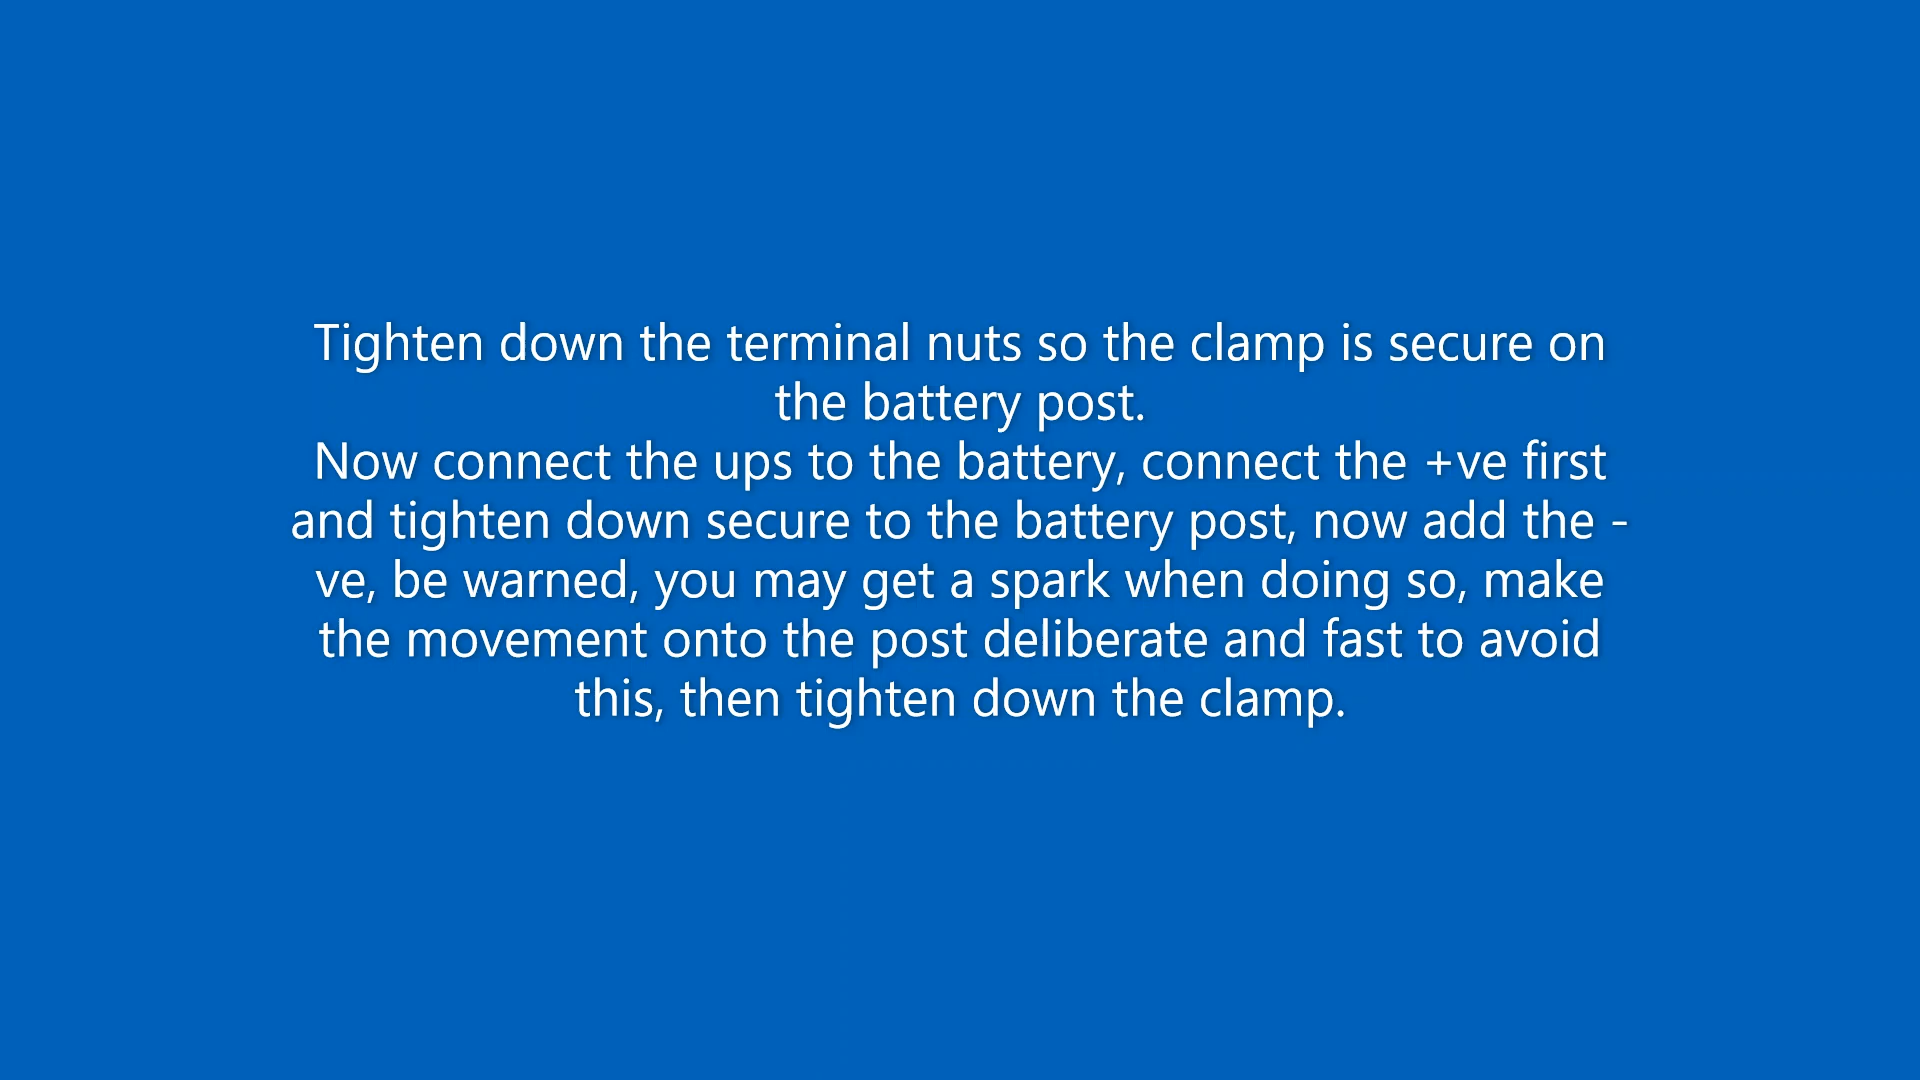 Tighten down the terminal nuts so the clamp is secure on
the battery post.
Now connect the ups to the battery, connect the +ve first
and tighten down secure to the battery post, now add the -
ve, be warned, you may get a spark when doing so, make
the movement onto the post deliberate and fast to avoid
this, then tighten down the clamp.